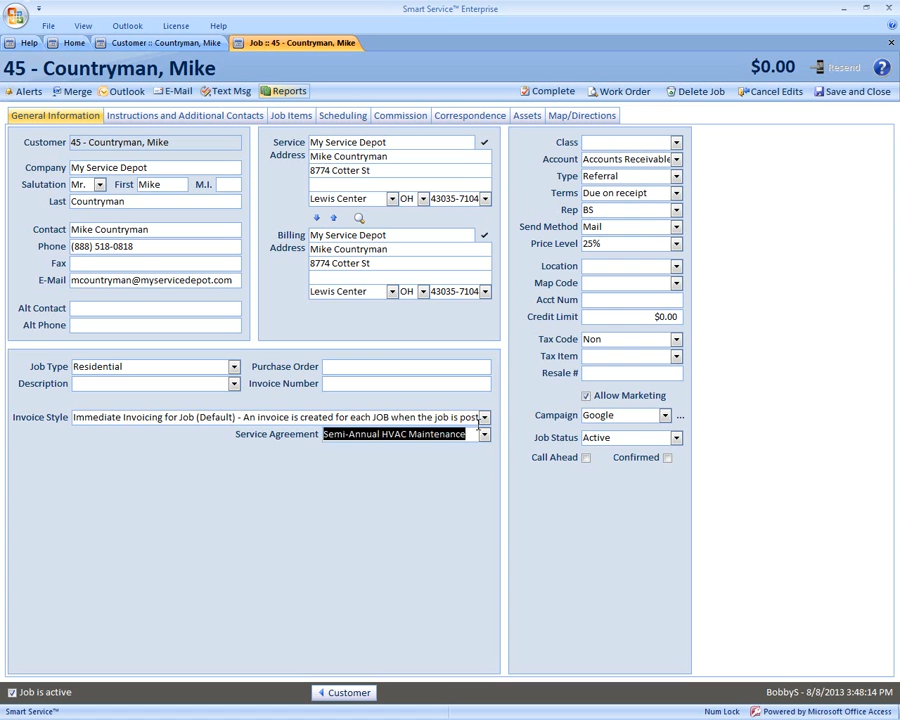 Smart Service™ Enterprise
File View Outlook License Help
Help Home Customer :: Countryman, Mike Job :: 45 - Countryman, Mike
45 - Countryman, Mike $0.00 Resend
Alerts Merge Outlook E-Mail Text Msg Reports Complete Work Order Delete Job Cancel Edits Save and Close
General Information Instructions and Additional Contacts Job Items Scheduling Commission Correspondence Assets Map/Directions
Customer 45 - Countryman, Mike
Company My Service Depot
Salutation Mr. First Mike M.I.
Last Countryman
Contact Mike Countryman
Phone (888) 518-0818
Fax
E-Mail mcountryman@myservicedepot.com
Alt Contact
Alt Phone
Service My Service Depot
Address Mike Countryman
8774 Cotter St
Lewis Center OH 43035-7104
Billing My Service Depot
Address Mike Countryman
8774 Cotter St
Lewis Center OH 43035-7104
Class
Account Accounts Receivable
Type Referral
Terms Due on receipt
Rep BS
Send Method Mail
Price Level 25%
Location
Map Code
Acct Num
Credit Limit $0.00
Tax Code Non
Tax Item
Resale #
Allow Marketing
Campaign Google ...
Job Status Active
Call Ahead Confirmed
Job Type Residential Purchase Order
Description Invoice Number
Invoice Style Immediate Invoicing for Job (Default) - An invoice is created for each JOB when the job is post
Service Agreement Semi-Annual HVAC Maintenance
Job is active Customer BobbyS - 8/8/2013 3:48:14 PM
Smart Service™ Num Lock Powered by Microsoft Office Access